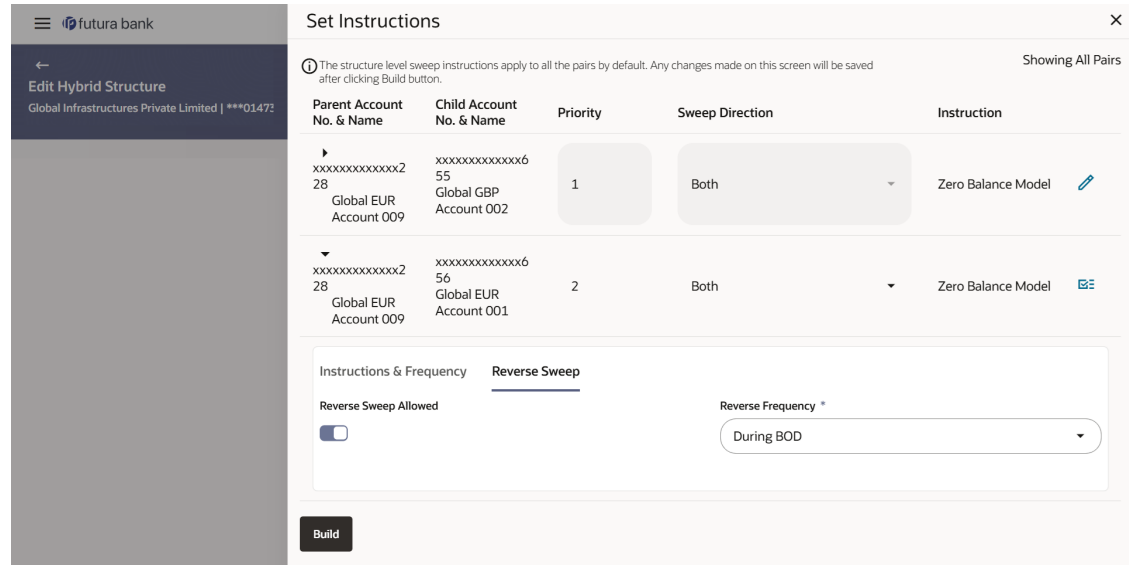 futura bank
Edit Hybrid Structure
Global Infrastructures Private Limited | ***0147
Set Instructions
The structure level sweep instructions apply to all the pairs by default. Any changes made on this screen will be saved
after clicking Build button.
Showing All Pairs
Parent Account
No. & Name
Child Account
No. & Name
Priority
Sweep Direction
Instruction
xxxxxxxxxxxxx2
28
Global EUR
Account 009
xxxxxxxxxxxxx6
55
Global GBP
Account 002
1
Both
Zero Balance Model
xxxxxxxxxxxxx2
28
Global EUR
Account 009
xxxxxxxxxxxxx6
56
Global EUR
Account 001
2
Both
Zero Balance Model
Instructions & Frequency
Reverse Sweep
Reverse Sweep Allowed
Reverse Frequency *
During BOD
Build